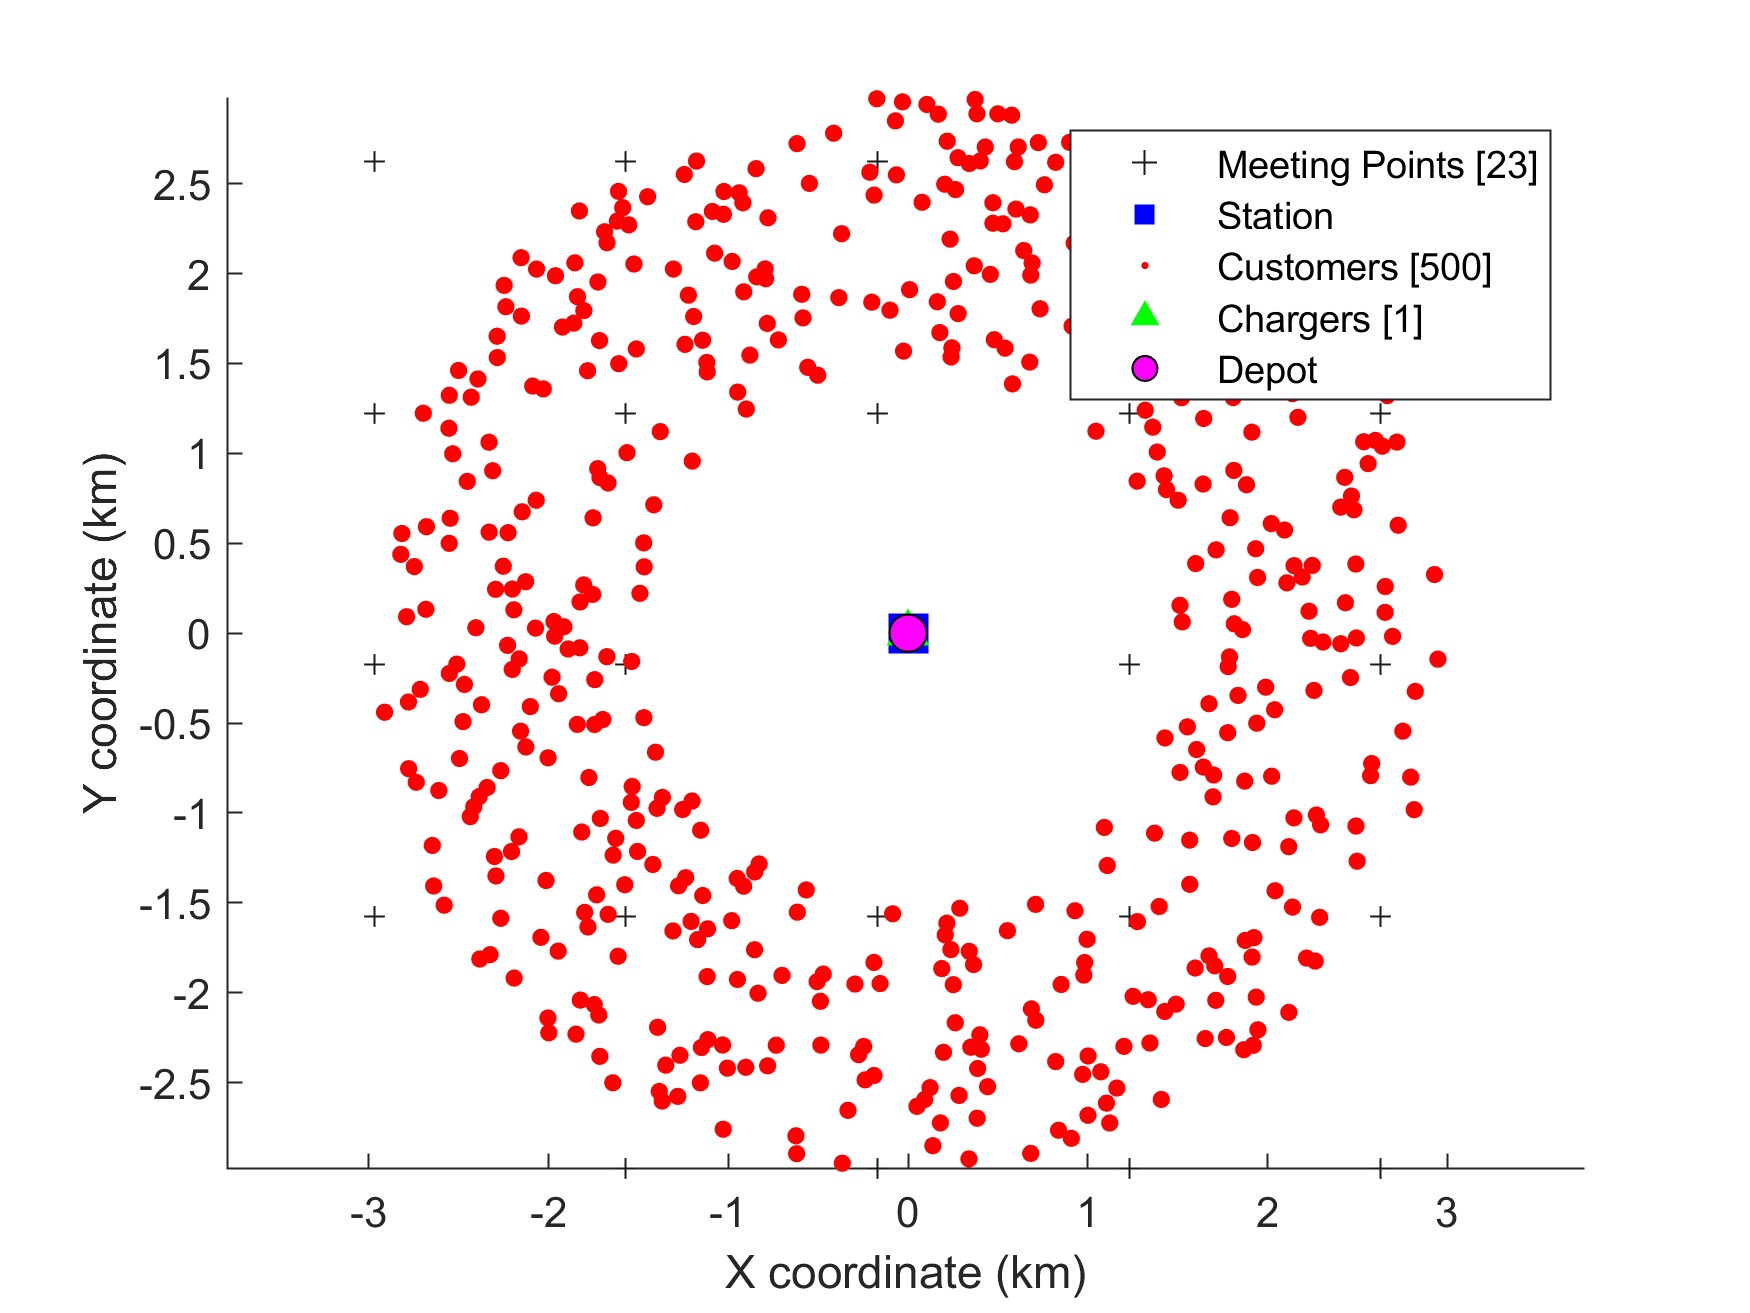 Meeting Points [23]
Station
Customers [500]
Chargers [1]
Depot
Y coordinate (km)
2.5
2
1.5
1
0.5
0
-0.5
-1
-1.5
-2
-2.5
-3 -2 -1 0 1 2 3
X coordinate (km)